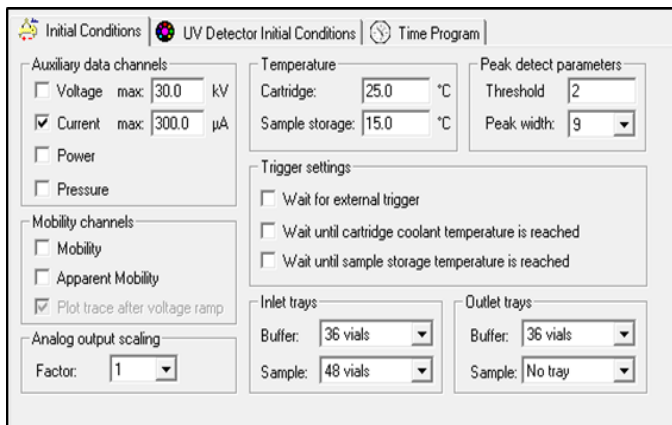 Initial Conditions UV Detector Initial Conditions Time Program
Auxiliary data channels
Voltage max: 30.0 kV
Current max: 300.0 µA
Power
Pressure
Mobility channels
Mobility
Apparent Mobility
Plot trace after voltage ramp
Analog output scaling
Factor: 1
Temperature
Cartridge: 25.0 °C
Sample storage: 15.0 °C
Peak detect parameters
Threshold 2
Peak width: 9
Trigger settings
Wait for external trigger
Wait until cartridge coolant temperature is reached
Wait until sample storage temperature is reached
Inlet trays
Buffer: 36 vials
Sample: 48 vials
Outlet trays
Buffer: 36 vials
Sample: No tray